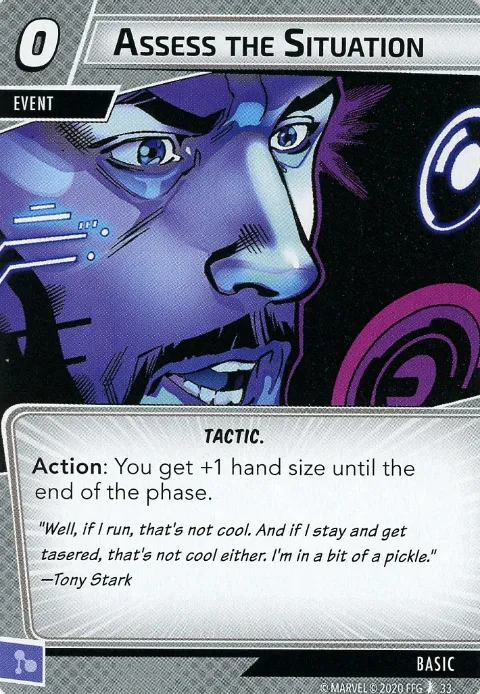 0
ASSESS THE SITUATION
EVENT
TACTIC.
Action: You get +1 hand size until the
end of the phase.
"Well, if I run, that's not cool. And if I stay and get
tasered, that's not cool either. I'm in a bit of a pickle."
—Tony Stark
BASIC
© MARVEL © 2020 FFG 33